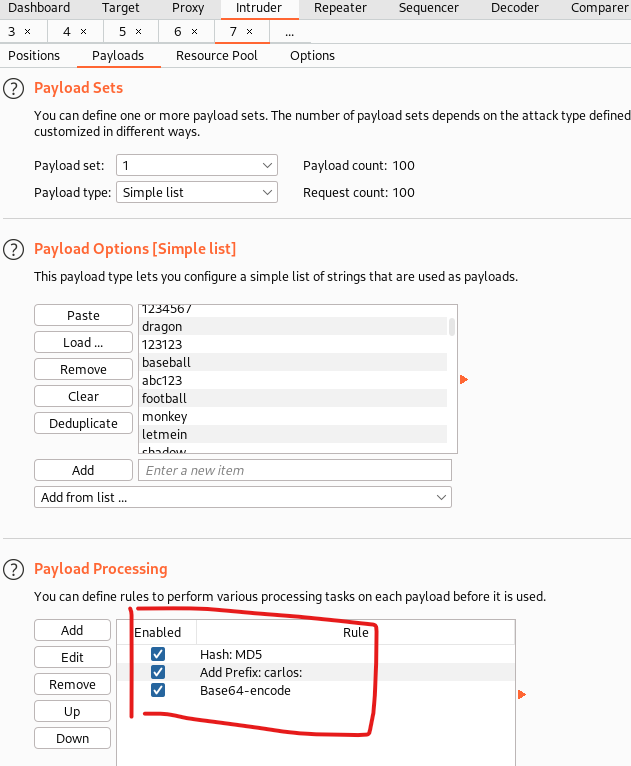 Dashboard Target Proxy Intruder Repeater Sequencer Decoder Comparer
3 × 4 × 5 × 6 × 7 × ...
Positions Payloads Resource Pool Options
? Payload Sets
You can define one or more payload sets. The number of payload sets depends on the attack type defined
customized in different ways.
Payload set: 1 Payload count: 100
Payload type: Simple list Request count: 100
? Payload Options [Simple list]
This payload type lets you configure a simple list of strings that are used as payloads.
Paste
Load ...
Remove
Clear
Deduplicate
1234567
dragon
123123
baseball
abc123
football
monkey
letmein
shadow
Add Enter a new item
Add from list ...
? Payload Processing
You can define rules to perform various processing tasks on each payload before it is used.
Add
Edit
Remove
Up
Down
Enabled Rule
Hash: MD5
Add Prefix: carlos:
Base64-encode